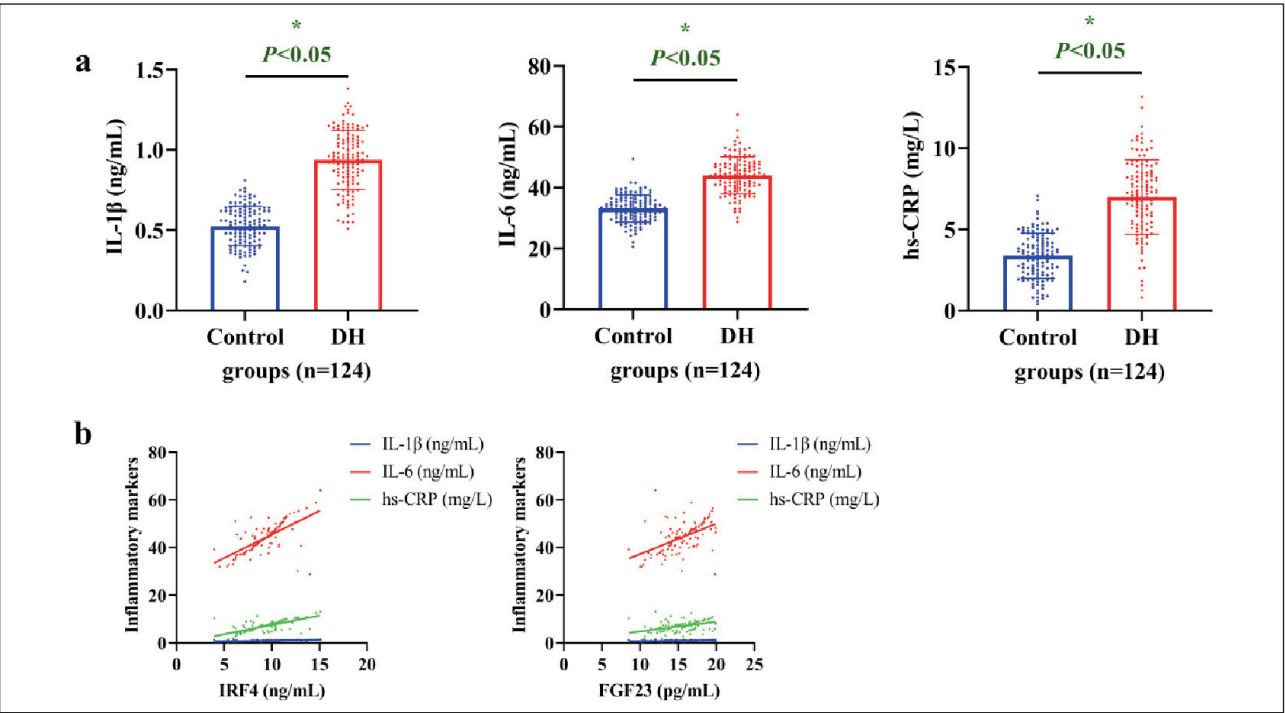 a
*
P<0.05
IL-1β (ng/mL)
1.5
1.0
0.5
0.0
Control DH
groups (n=124)
*
P<0.05
IL-6 (ng/mL)
80
60
40
20
0
Control DH
groups (n=124)
*
P<0.05
hs-CRP (mg/L)
15
10
5
0
Control DH
groups (n=124)
b
Inflammatory markers
80
60
40
20
0
0 5 10 15 20
IRF4 (ng/mL)
IL-1β (ng/mL)
IL-6 (ng/mL)
hs-CRP (mg/L)
Inflammatory markers
80
60
40
20
0
0 5 10 15 20 25
FGF23 (pg/mL)
IL-1β (ng/mL)
IL-6 (ng/mL)
hs-CRP (mg/L)